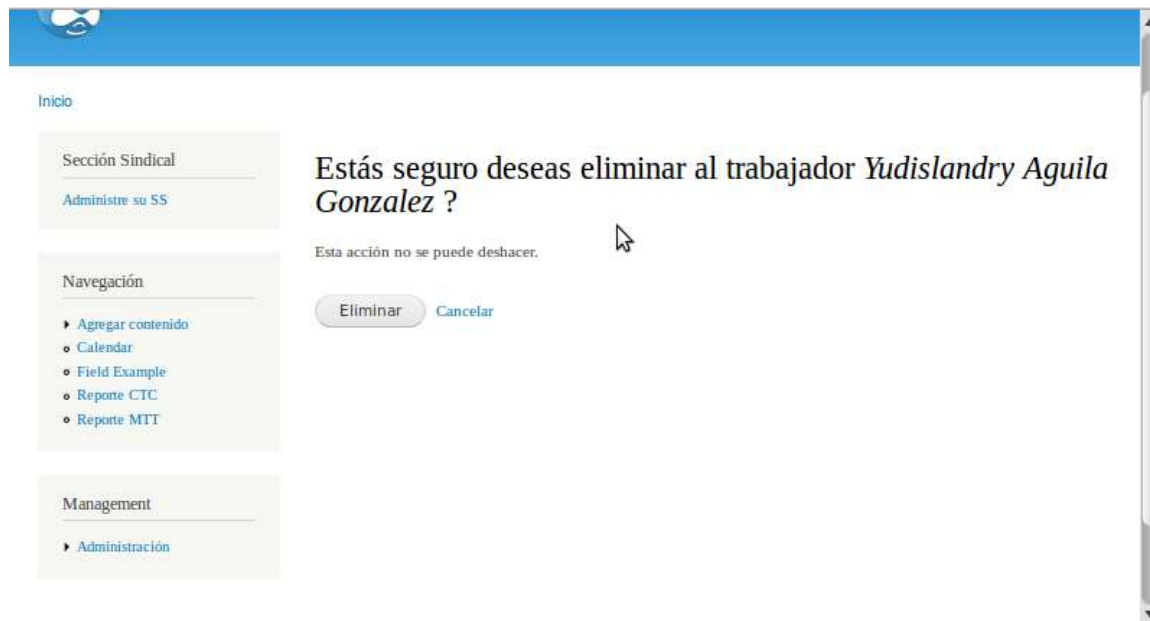 Inicio
Sección Sindical
Administre su SS
Navegación
Agregar contenido
Calendar
Field Example
Reporte CTC
Reporte MTT
Management
Administración
Estás seguro deseas eliminar al trabajador Yudislandry Aguila
Gonzalez ?
Esta acción no se puede deshacer.
Eliminar Cancelar